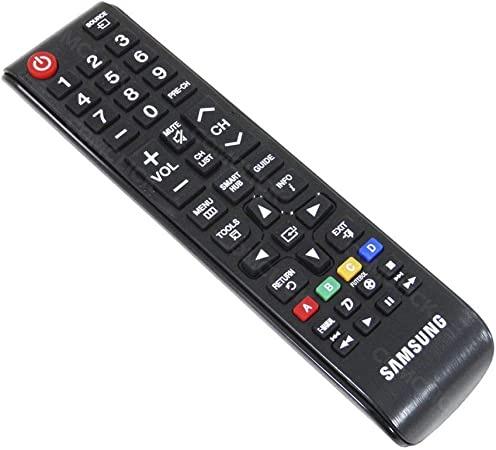 SOURCE
1 2 3
4 5 6
7 8 9
— 0 PRE-CH
MUTE
+ VOL —
CH
CH LIST
MENU
SMART HUB
GUIDE
TOOLS
INFO
i
RETURN
EXIT
A B C D
FUTEBOL
SAMSUNG